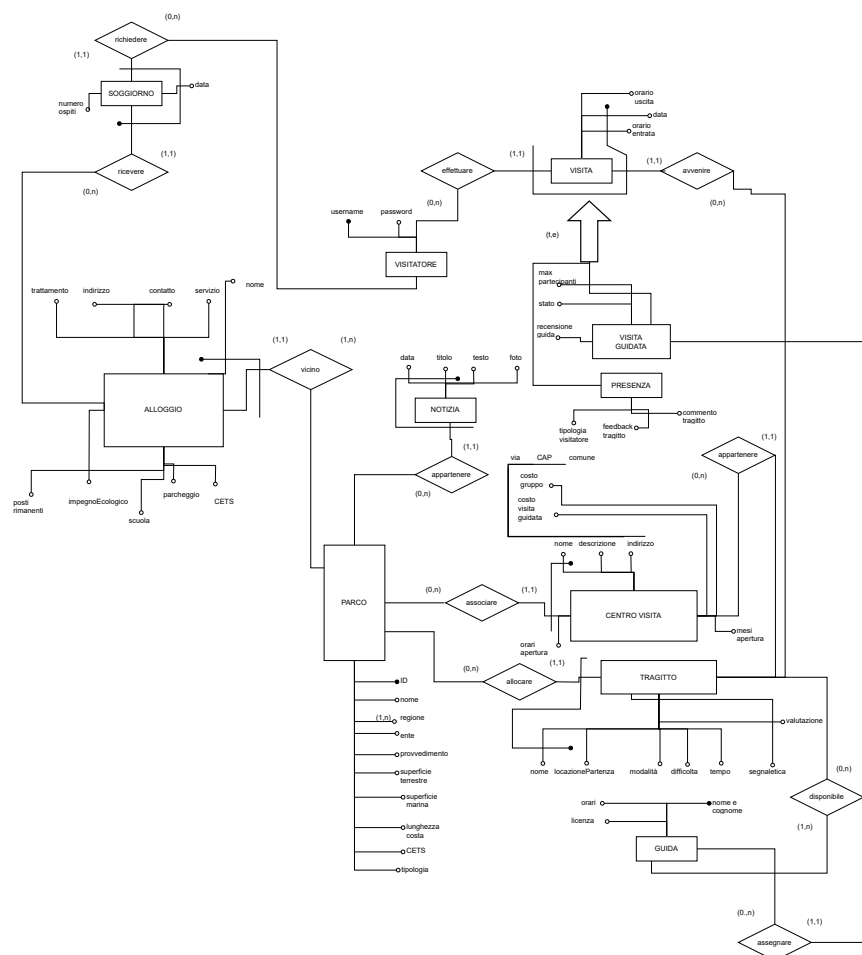 (0,n)
richiedere
(1,1)
SOGGIORNO
data
numero
ospiti
(1,1)
ricevere
(0,n)
orario
uscita
data
orario
entrata
(1,1)
effettuare
VISITA
(1,1)
avvenire
(0,n)
(0,n)
username
password
VISITATORE
(t,e)
max
partecipanti
stato
recensione
guida
VISITA
GUIDATA
PRESENZA
tipologia
visitatore
feedback
tragitto
commento
tragitto
nome
trattamento
indirizzo
contatto
servizio
(1,1)
(1,n)
vicino
ALLOGGIO
posti
rimanenti
impegnoEcologico
scuola
parcheggio
CETS
data
titolo
testo
foto
NOTIZIA
(1,1)
appartenere
(0,n)
(1,1)
appartenere
(0,n)
via
CAP
comune
costo
gruppo
costo
visita
guidata
nome
descrizione
indirizzo
PARCO
(0,n)
associare
(1,1)
CENTRO VISITA
orari
apertura
mesi
apertura
(0,n)
allocare
(1,1)
TRAGITTO
valutazione
nome
locazionePartenza
modalità
difficolta
tempo
segnaletica
ID
nome
(1,n)
regione
ente
provvedimento
superficie
terrestre
superficie
marina
lunghezza
costa
CETS
tipologia
(0,n)
disponibile
(1,n)
orari
nome e
cognome
licenza
GUIDA
(0.,n)
(1,1)
assegnare